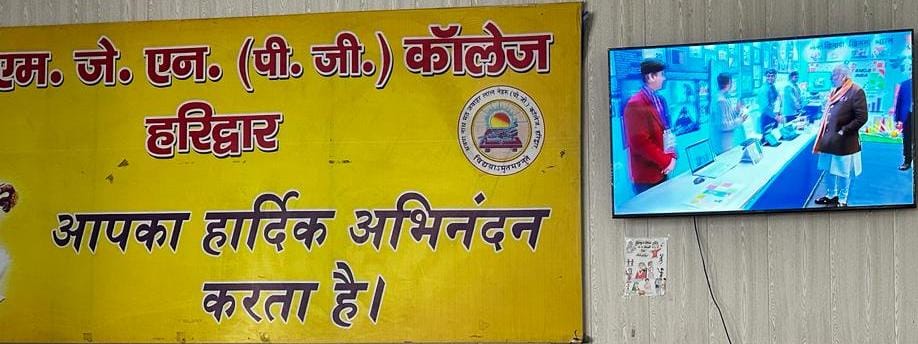 एम. जे. एन. (पी. जी.) कॉलेज
हरिद्वार
आपका हार्दिक अभिनंदन
करता है।